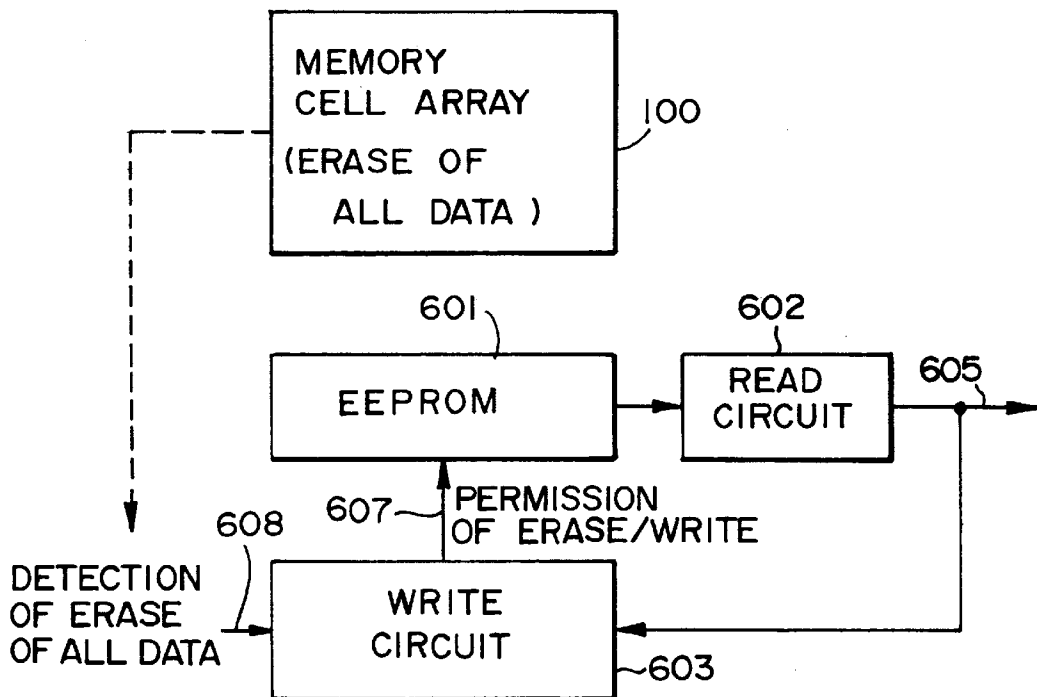 MEMORY
CELL ARRAY
(ERASE OF
ALL DATA)
100
601
602
EEPROM
READ
CIRCUIT
605
607
PERMISSION
OF ERASE/WRITE
608
DETECTION
OF ERASE
OF ALL DATA
WRITE
CIRCUIT
603